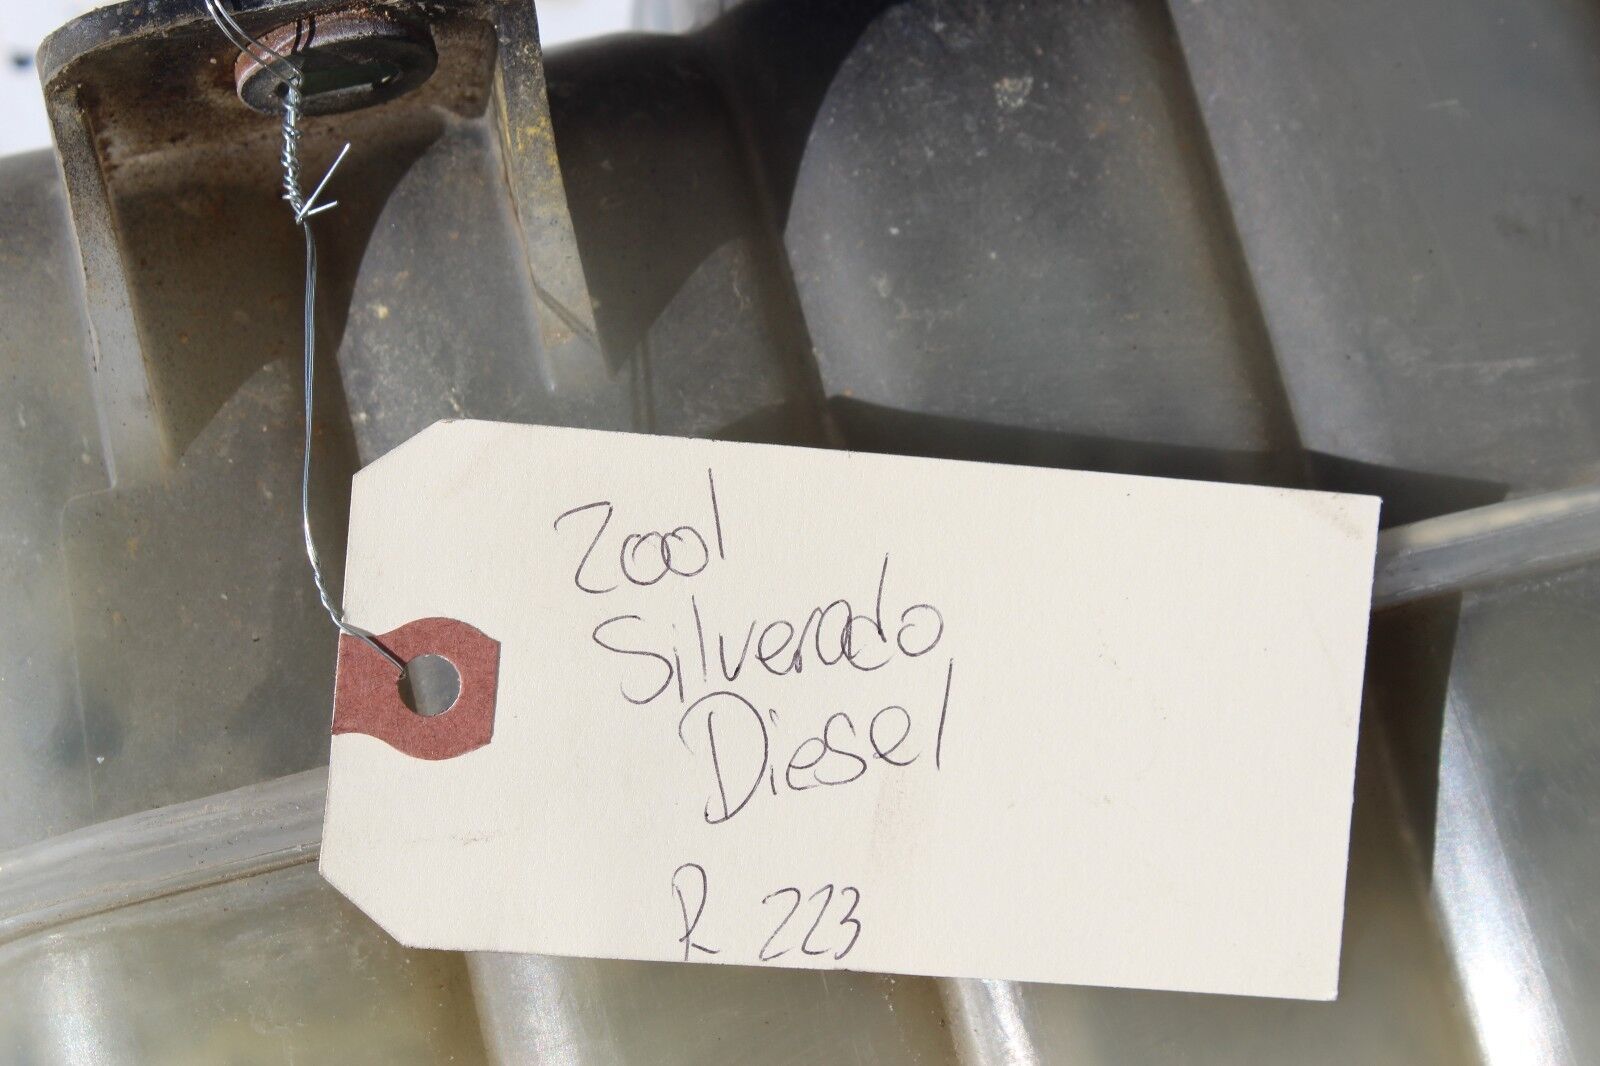 2001
Silverado
Diesel
R 223